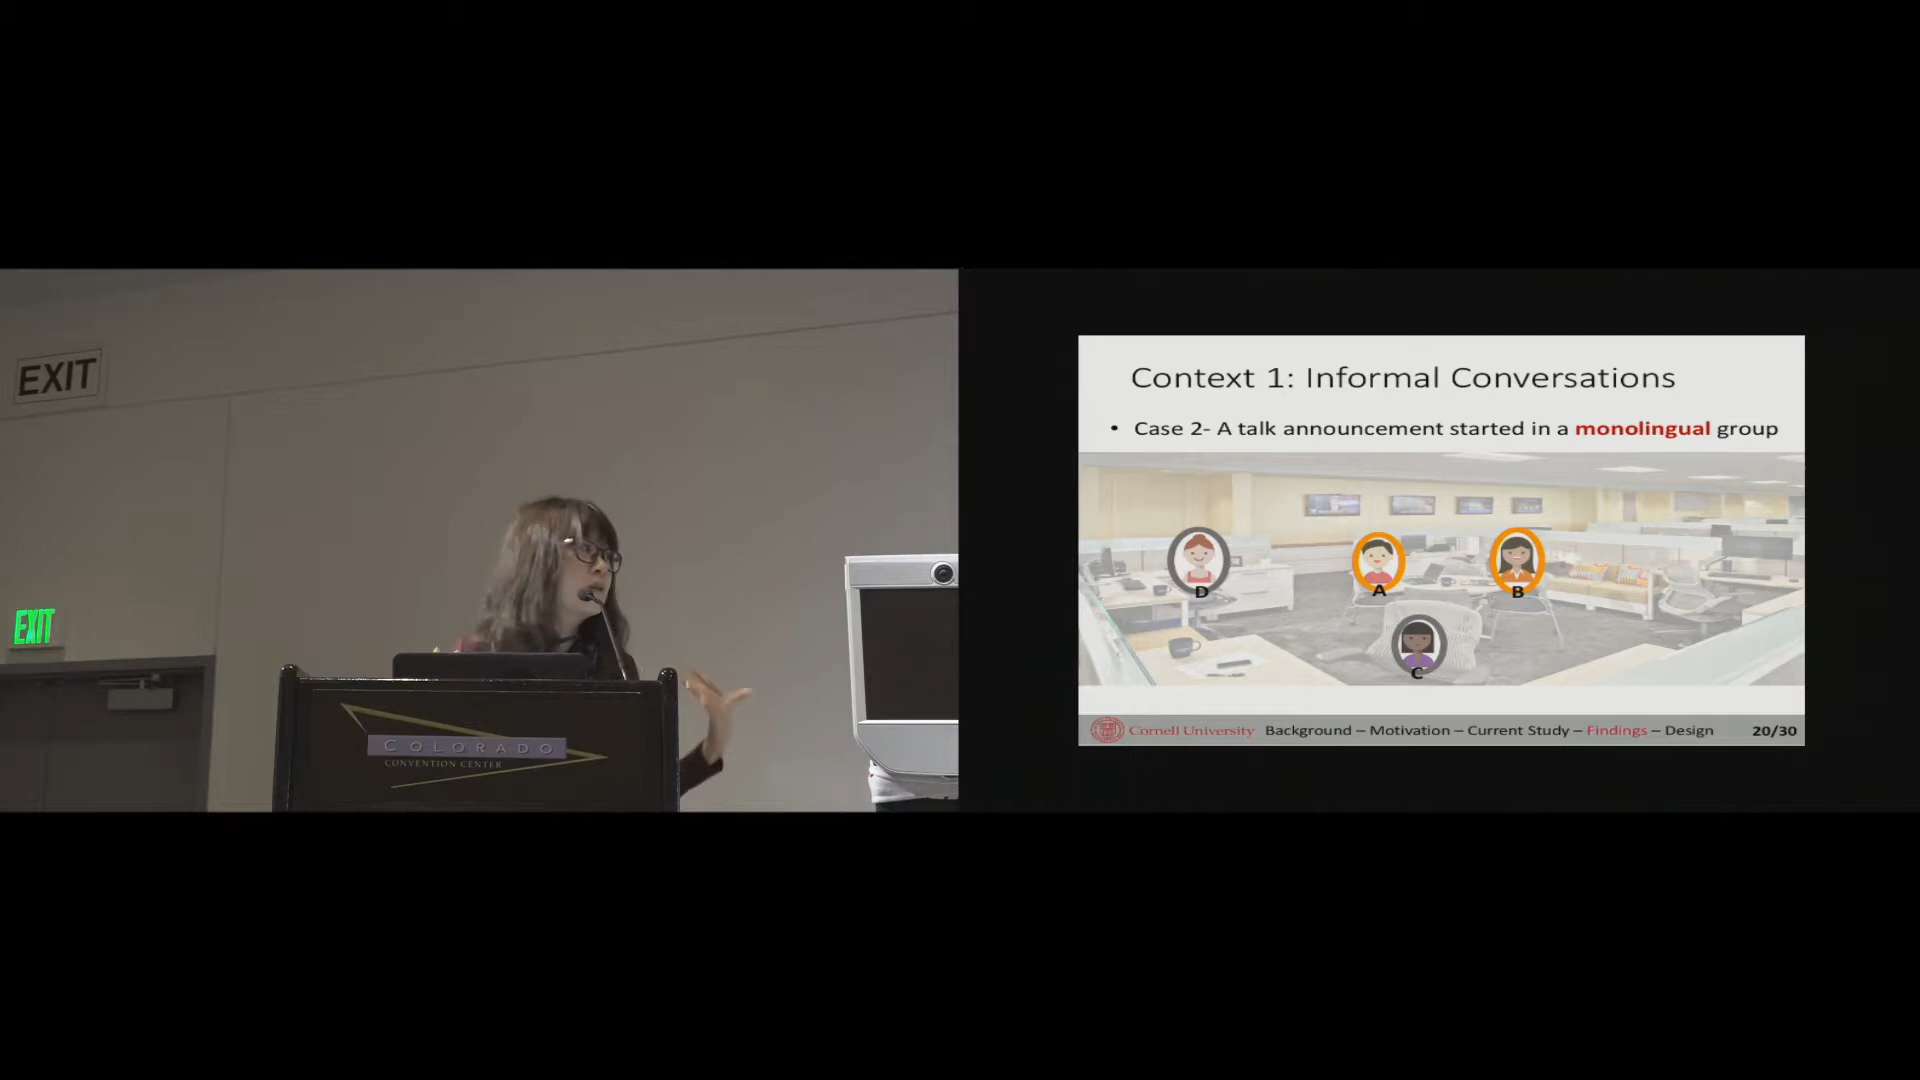 EXIT
EXIT
COLORADO
CONVENTION CENTER
Context 1: Informal Conversations
• Case 2- A talk announcement started in a monolingual group
D
A
B
C
Cornell University Background – Motivation – Current Study – Findings – Design 20/30